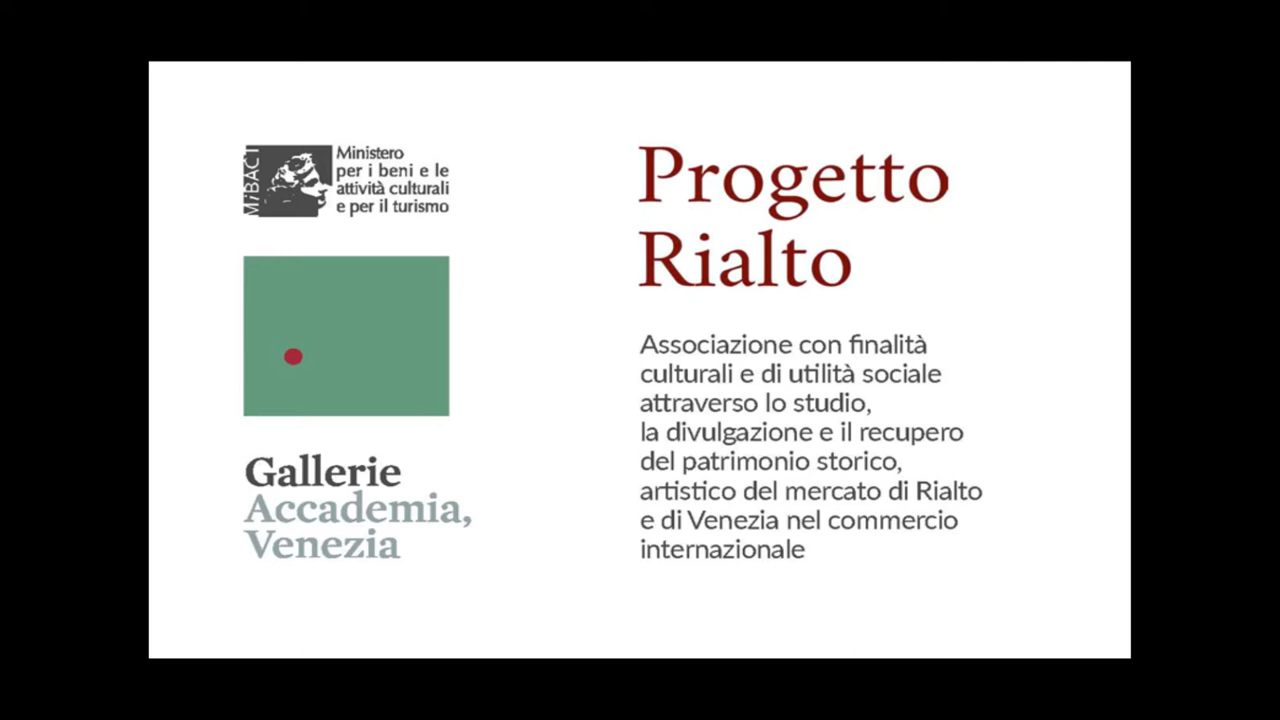 MiBACT
Ministero
per i beni e le
attività culturali
e per il turismo
Gallerie
Accademia,
Venezia
Progetto
Rialto
Associazione con finalità
culturali e di utilità sociale
attraverso lo studio,
la divulgazione e il recupero
del patrimonio storico,
artistico del mercato di Rialto
e di Venezia nel commercio
internazionale